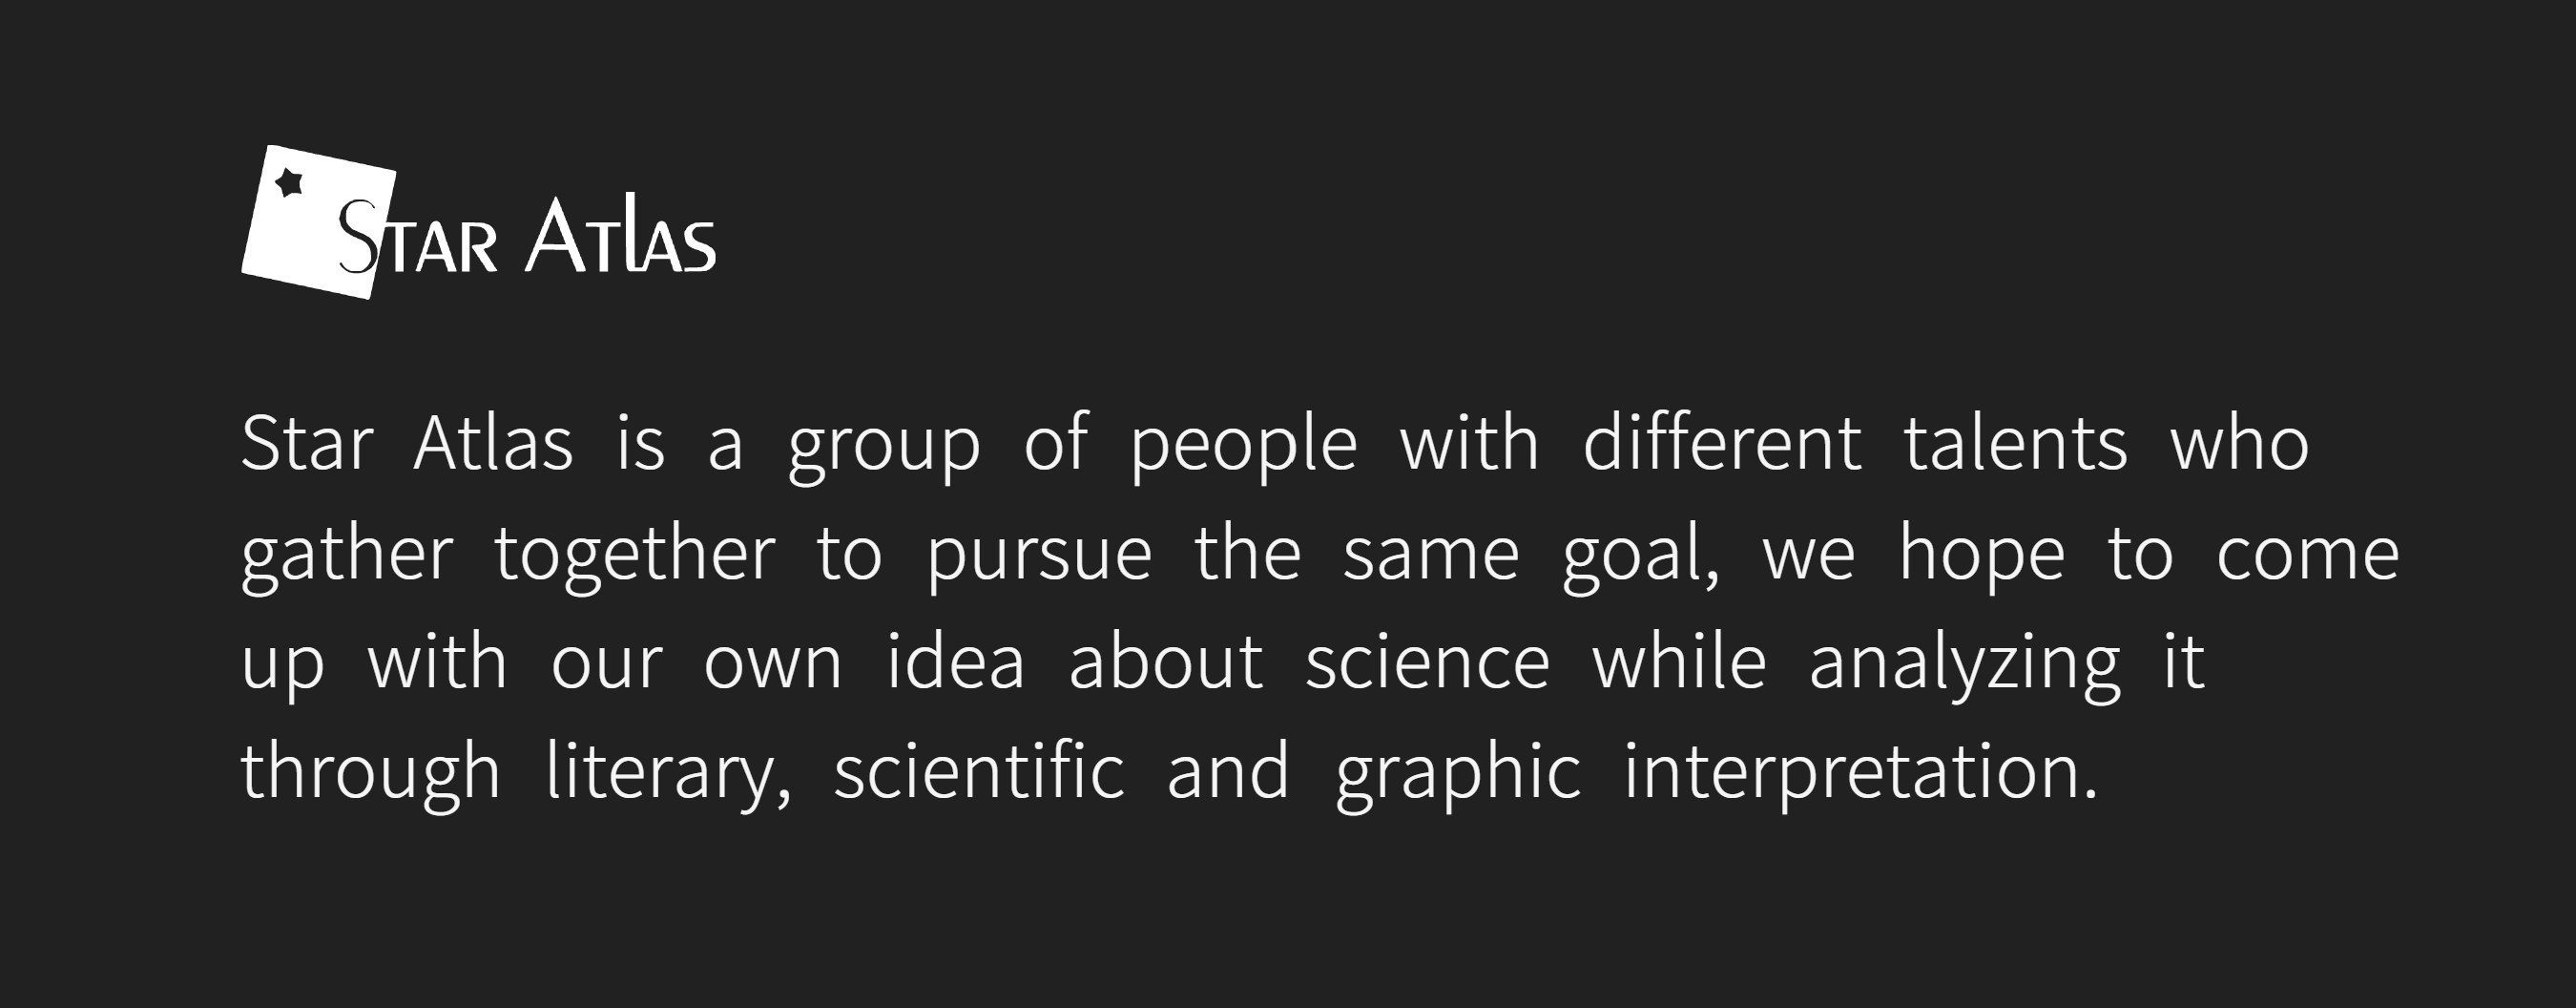 Star Atlas
Star Atlas is a group of people with different talents who
gather together to pursue the same goal, we hope to come
up with our own idea about science while analyzing it
through literary, scientific and graphic interpretation.